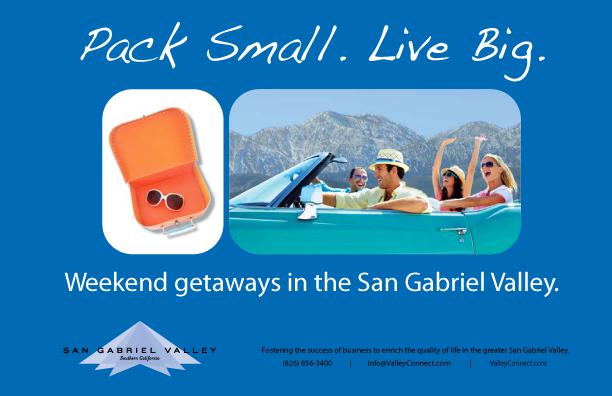 Pack Small. Live Big.
Weekend getaways in the San Gabriel Valley.
SAN GABRIEL VALLEY
Southern California
Fostering the success of business to enrich the quality of life in the greater San Gabriel Valley.
(626) 856-3400 | info@ValleyConnect.com | ValleyConnect.com